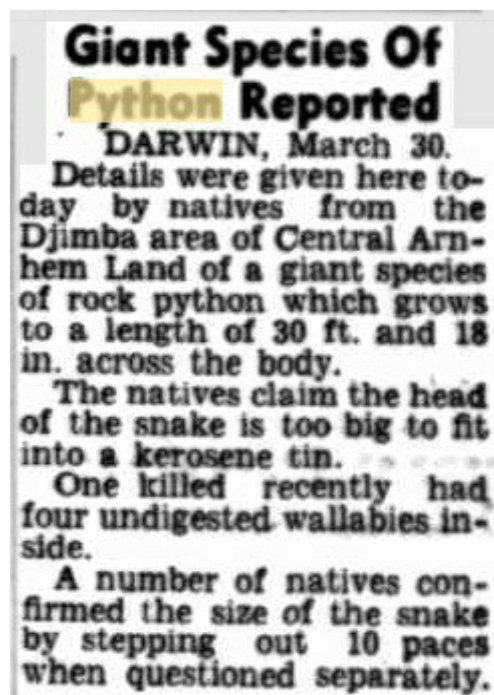 Giant Species Of
Python Reported
DARWIN, March 30.
Details were given here to-
day by natives from the
Djimba area of Central Arn-
hem Land of a giant species
of rock python which grows
to a length of 30 ft. and 18
in. across the body.
The natives claim the head
of the snake is too big to fit
into a kerosene tin.
One killed recently had
four undigested wallabies in-
side.
A number of natives con-
firmed the size of the snake
by stepping out 10 paces
when questioned separately.